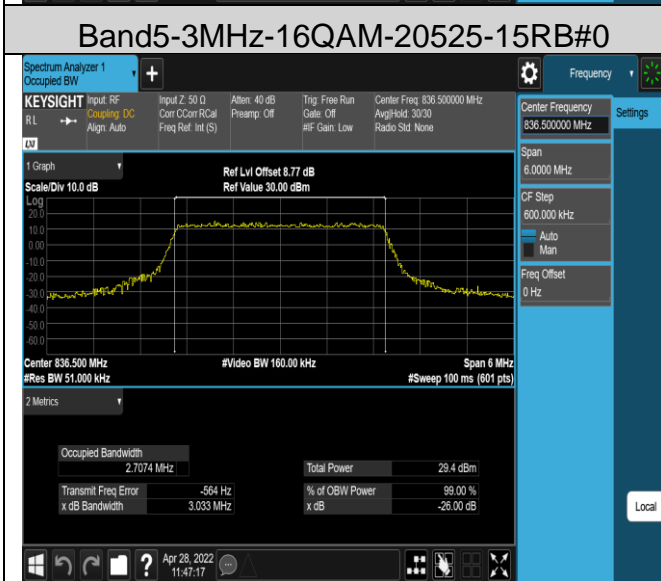 Band5-3MHz-16QAM-20525-15RB#0
Spectrum Analyzer 1
Occupied BW
+
Frequency
KEYSIGHT
RL
LXI
Input: RF
Coupling: DC
Align: Auto
Input Z: 50 Ω
Corr CCorr RCal
Freq Ref: Int (S)
Atten: 40 dB
Preamp: Off
Trig: Free Run
Gate: Off
#IF Gain: Low
Center Freq: 836.500000 MHz
Avg|Hold: 30/30
Radio Std: None
Center Frequency
836.500000 MHz
Settings
Span
6.0000 MHz
CF Step
600.000 kHz
Auto
Man
Freq Offset
0 Hz
Local
1 Graph
Scale/Div 10.0 dB
Ref Lvl Offset 8.77 dB
Ref Value 30.00 dBm
Log
20.0
10.0
0.00
-10.0
-20.0
-30.0
-40.0
-50.0
-60.0
Center 836.500 MHz
#Res BW 51.000 kHz
#Video BW 160.00 kHz
Span 6 MHz
#Sweep 100 ms (601 pts)
2 Metrics
Occupied Bandwidth
2.7074 MHz
Total Power 29.4 dBm
Transmit Freq Error -564 Hz
% of OBW Power 99.00 %
x dB Bandwidth 3.033 MHz
x dB -26.00 dB
?
Apr 28, 2022
11:47:17